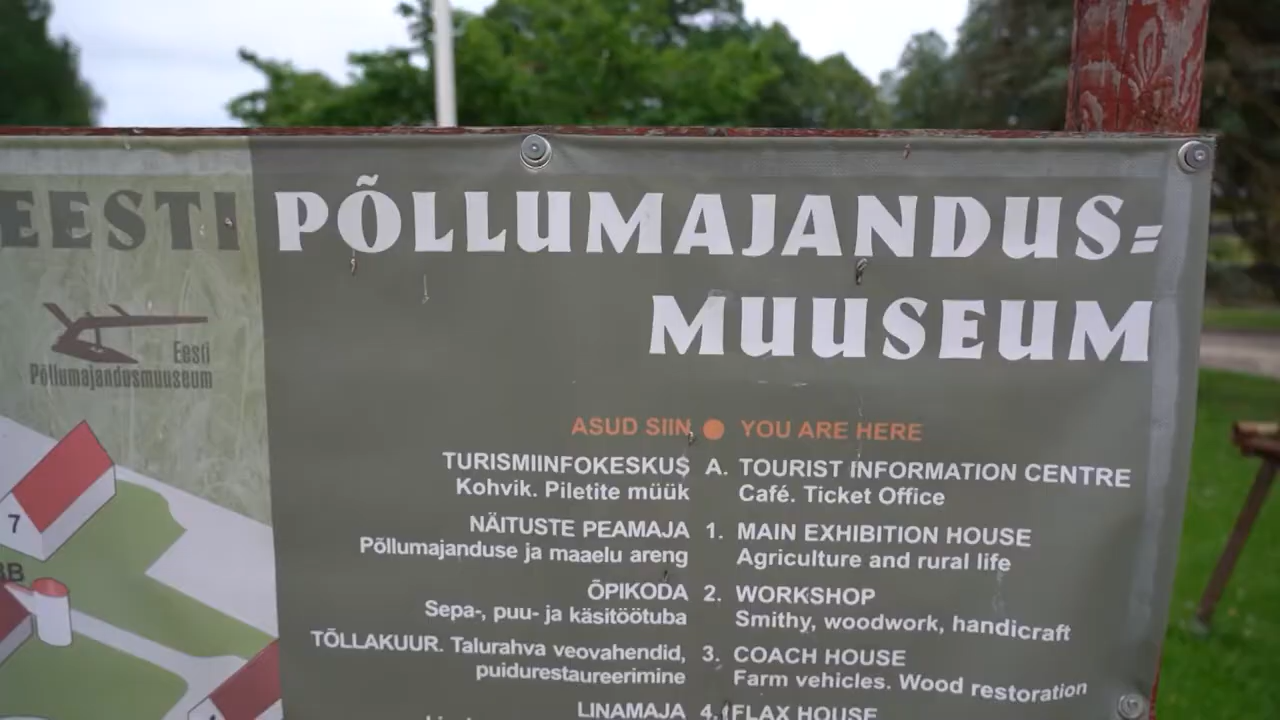 EESTI PÕLLUMAJANDUS=
MUUSEUM
Eesti
Põllumajandusmuuseum
ASUD SIIN YOU ARE HERE
TURISMIINFOKESKUS A. TOURIST INFORMATION CENTRE
Kohvik. Piletite müük Café. Ticket Office
NÄITUSTE PEAMAJA 1. MAIN EXHIBITION HOUSE
Põllumajanduse ja maaelu areng Agriculture and rural life
ÕPIKODA 2. WORKSHOP
Sepa-, puu- ja käsitöötuba Smithy, woodwork, handicraft
TÕLLAKUUR. Talurahva veovahendid, 3. COACH HOUSE
puidurestaureerimine Farm vehicles. Wood restoration
LINAMAJA 4. FLAX HOUSE
7